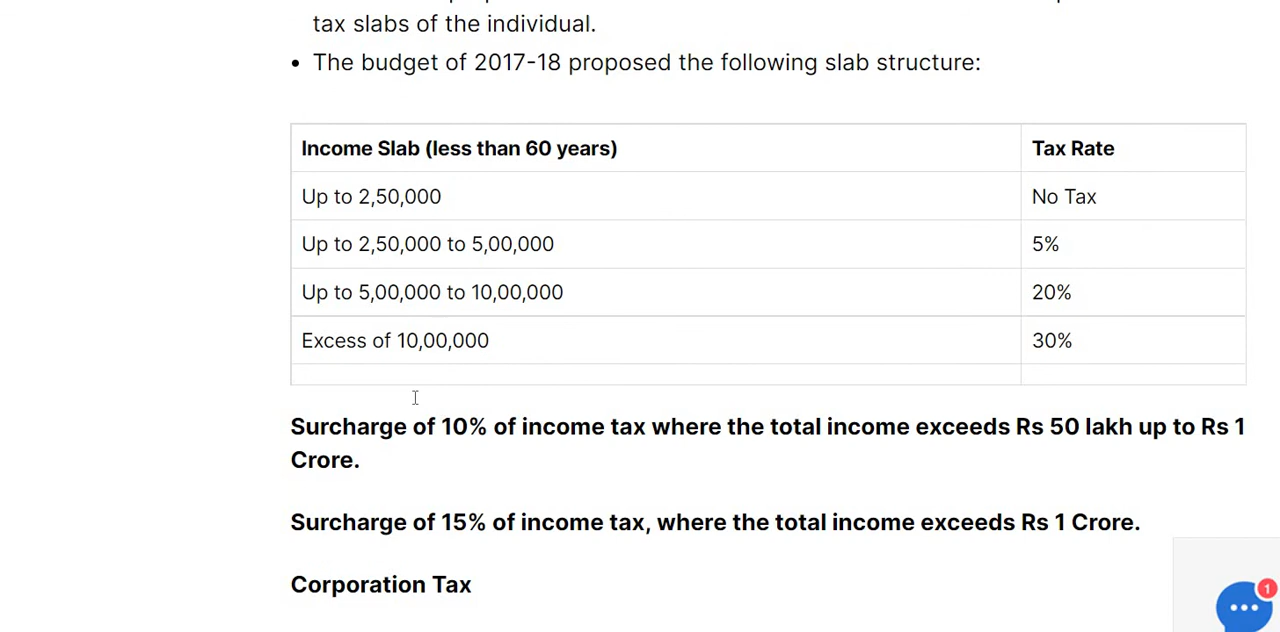 tax slabs of the individual.
• The budget of 2017-18 proposed the following slab structure:
Income Slab (less than 60 years) Tax Rate
Up to 2,50,000 No Tax
Up to 2,50,000 to 5,00,000 5%
Up to 5,00,000 to 10,00,000 20%
Excess of 10,00,000 30%
Surcharge of 10% of income tax where the total income exceeds Rs 50 lakh up to Rs 1
Crore.
Surcharge of 15% of income tax, where the total income exceeds Rs 1 Crore.
Corporation Tax
1